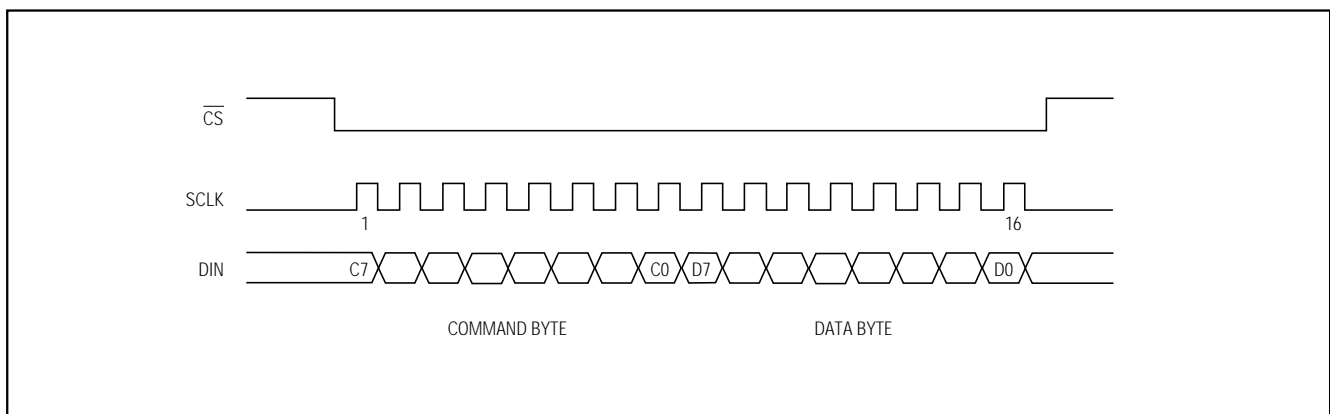 CS
SCLK
1 16
DIN C7 C0 D7 D0
COMMAND BYTE DATA BYTE